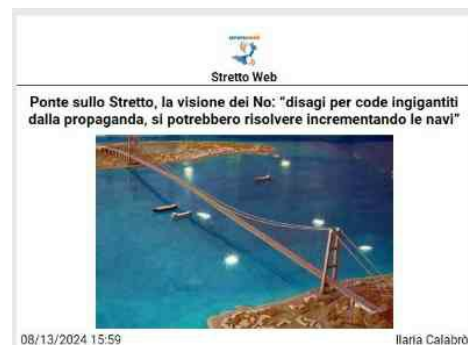 strettoweb
Stretto Web
Ponte sullo Stretto, la visione dei No: “disagi per code ingigantiti
dalla propaganda, si potrebbero risolvere incrementando le navi”
08/13/2024 15:59
Ilaria Calabrò